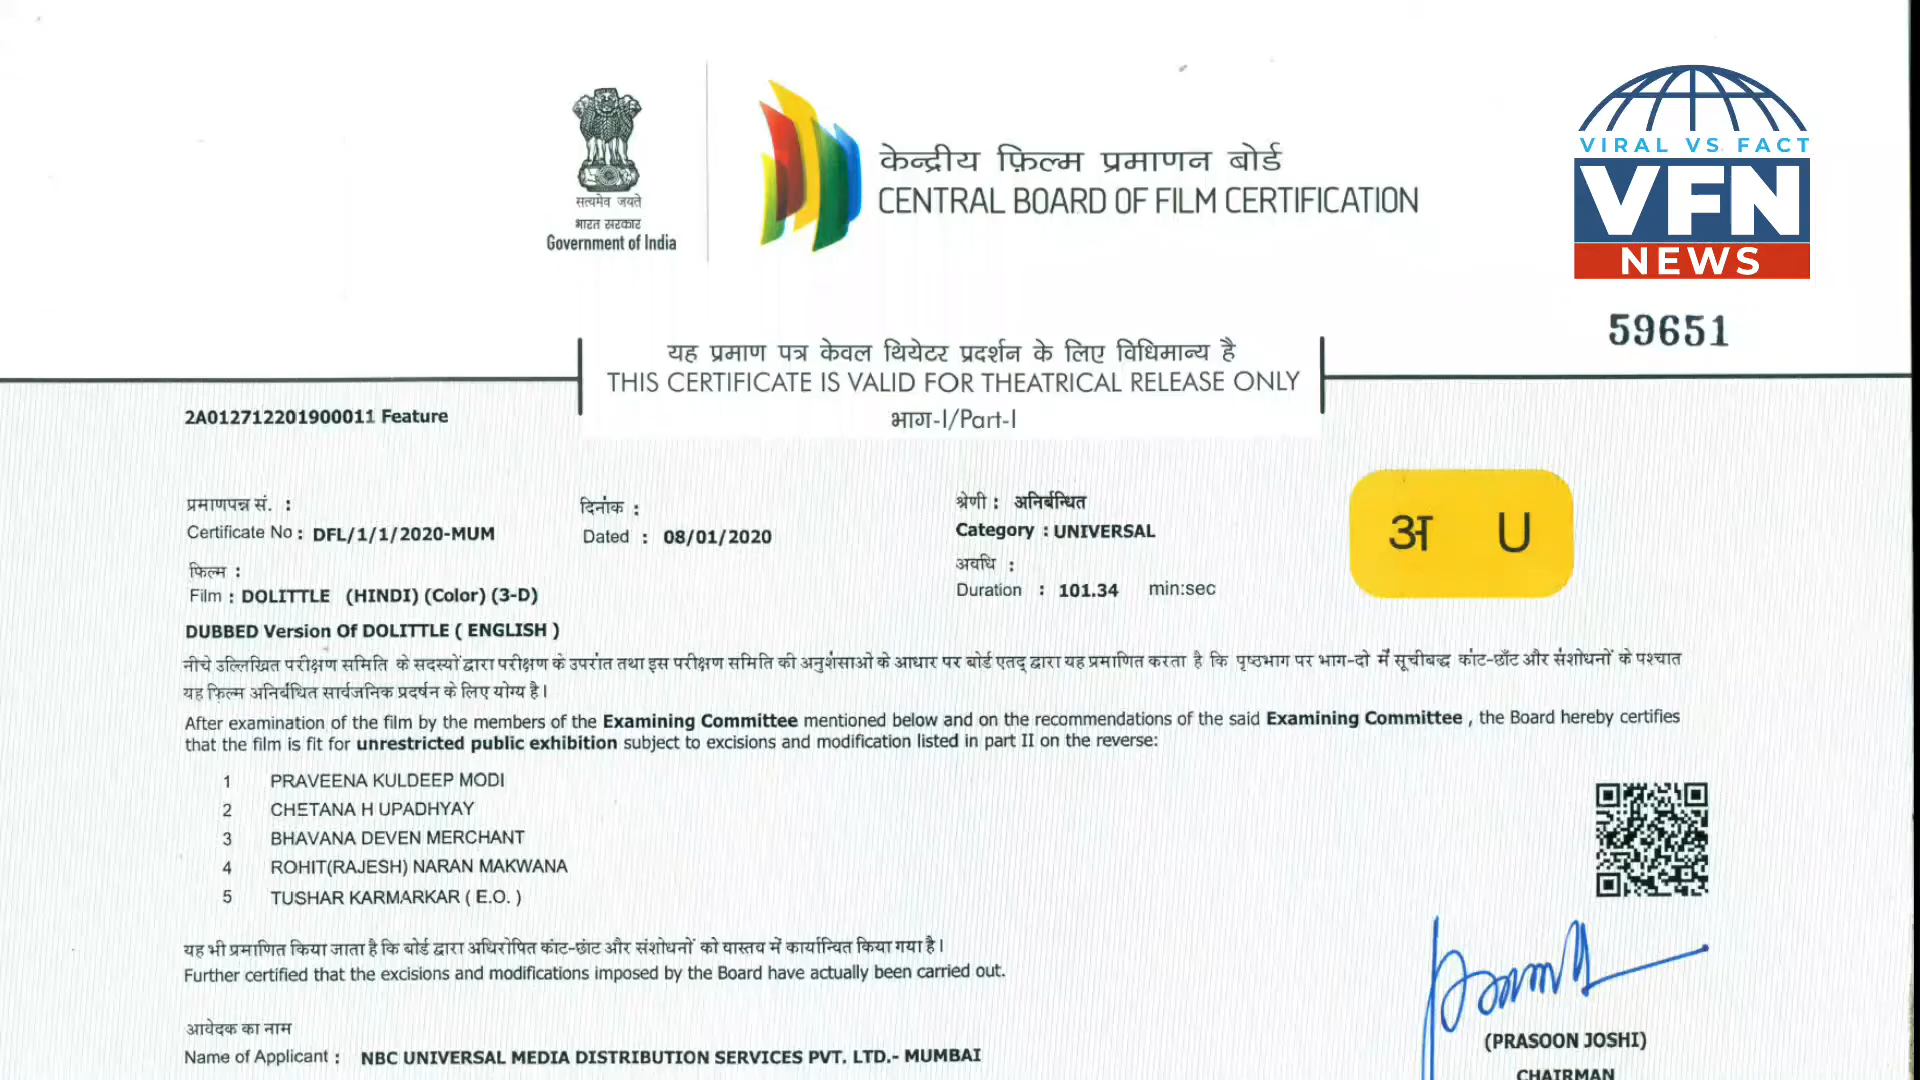 सत्यमेव जयते
भारत सरकार
Government of India
केन्द्रीय फ़िल्म प्रमाणन बोर्ड
CENTRAL BOARD OF FILM CERTIFICATION
VIRAL VS FACT
VFN
NEWS
59651
यह प्रमाण पत्र केवल थियेटर प्रदर्शन के लिए विधिमान्य है
THIS CERTIFICATE IS VALID FOR THEATRICAL RELEASE ONLY
भाग-I/Part-I
2A012712201900011 Feature
प्रमाणपत्र सं. :
Certificate No : DFL/1/1/2020-MUM
दिनांक :
Dated : 08/01/2020
श्रेणी : अनिर्बन्धित
Category : UNIVERSAL
अवधि :
Duration : 101.34 min:sec
अ U
फिल्म :
Film : DOLITTLE (HINDI) (Color) (3-D)
DUBBED Version Of DOLITTLE ( ENGLISH )
नीचे उल्लिखित परीक्षण समिति के सदस्यों द्वारा परीक्षण के उपरांत तथा इस परीक्षण समिति की अनुशंसाओ के आधार पर बोर्ड एतद् द्वारा यह प्रमाणित करता है कि पृष्ठभाग पर भाग-दो में सूचीबद्ध कांट-छाँट और संशोधनों के पश्चात
यह फिल्म अनिर्बंधित सार्वजनिक प्रदर्षन के लिए योग्य है।
After examination of the film by the members of the Examining Committee mentioned below and on the recommendations of the said Examining Committee , the Board hereby certifies
that the film is fit for unrestricted public exhibition subject to excisions and modification listed in part II on the reverse:
1 PRAVEENA KULDEEP MODI
2 CHETANA H UPADHYAY
3 BHAVANA DEVEN MERCHANT
4 ROHIT(RAJESH) NARAN MAKWANA
5 TUSHAR KARMARKAR ( E.O. )
यह भी प्रमाणित किया जाता है कि बोर्ड द्वारा अधिरोपित कांट-छांट और संशोधनों को वास्तव में कार्यान्वित किया गया है।
Further certified that the excisions and modifications imposed by the Board have actually been carried out.
आवेदक का नाम
Name of Applicant : NBC UNIVERSAL MEDIA DISTRIBUTION SERVICES PVT. LTD.- MUMBAI
(PRASOON JOSHI)
CHAIRMAN